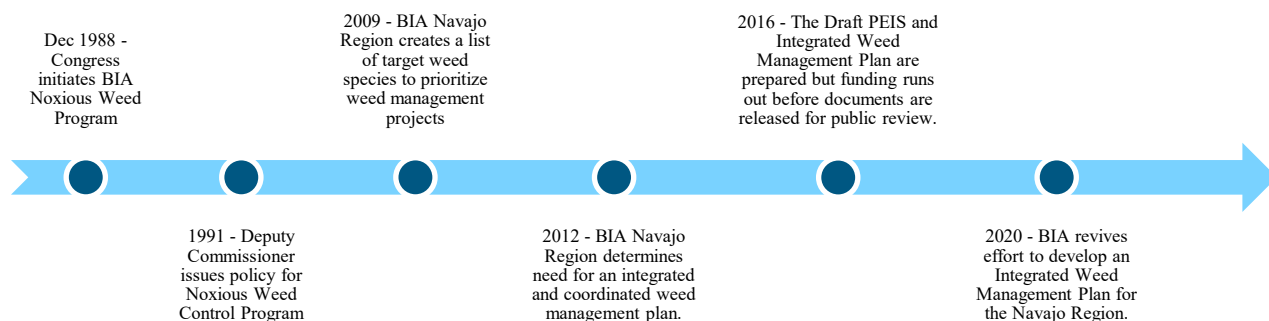 Dec 1988 -
Congress
initiates BIA
Noxious Weed
Program
1991 - Deputy
Commissioner
issues policy for
Noxious Weed
Control Program
2009 - BIA Navajo
Region creates a list
of target weed
species to prioritize
weed management
projects
2012 - BIA Navajo
Region determines
need for an integrated
and coordinated weed
management plan.
2016 - The Draft PEIS and
Integrated Weed
Management Plan are
prepared but funding runs
out before documents are
released for public review.
2020 - BIA revives
effort to develop an
Integrated Weed
Management Plan for
the Navajo Region.